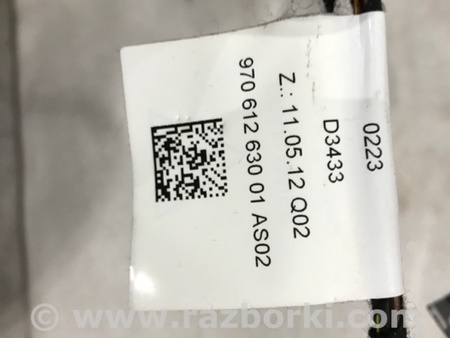 0223
D3433
Z.: 11.05.12 Q02
970 612 630 01 AS02
© www.razborki.com